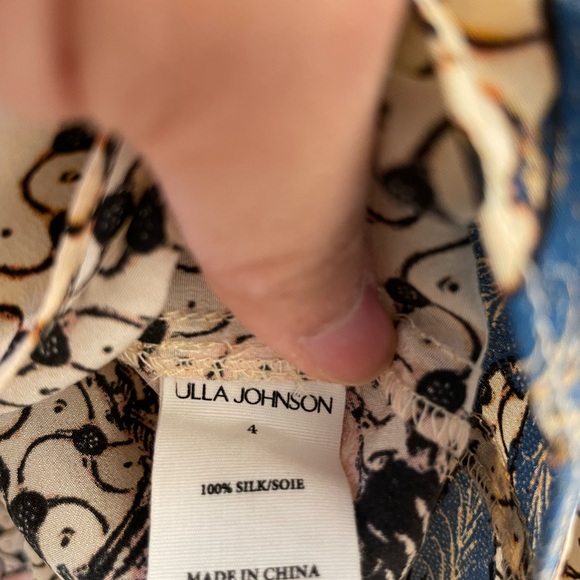 ULLA JOHNSON
4
100% SILK/SOIE
MADE IN CHINA